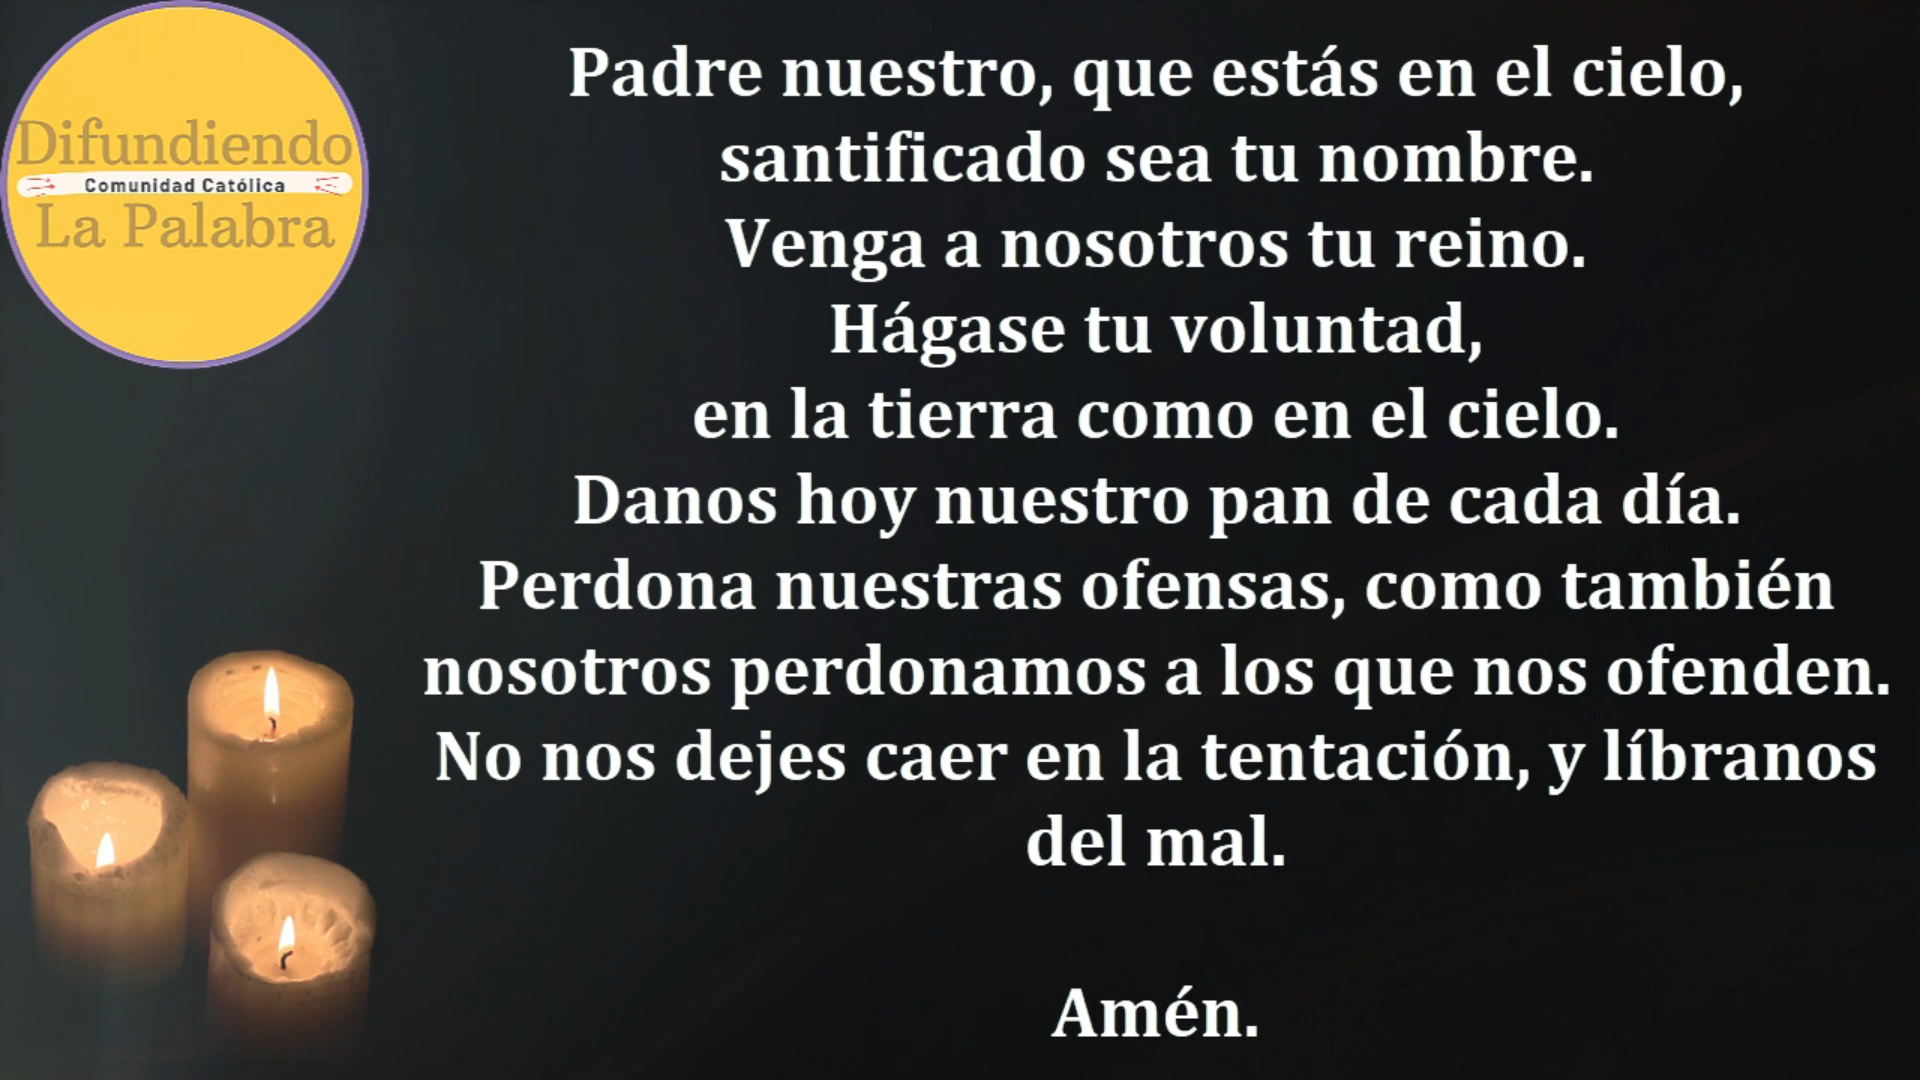 Difundiendo
Comunidad Católica
La Palabra
Padre nuestro, que estás en el cielo,
santificado sea tu nombre.
Venga a nosotros tu reino.
Hágase tu voluntad,
en la tierra como en el cielo.
Danos hoy nuestro pan de cada día.
Perdona nuestras ofensas, como también
nosotros perdonamos a los que nos ofenden.
No nos dejes caer en la tentación, y líbranos
del mal.
Amén.